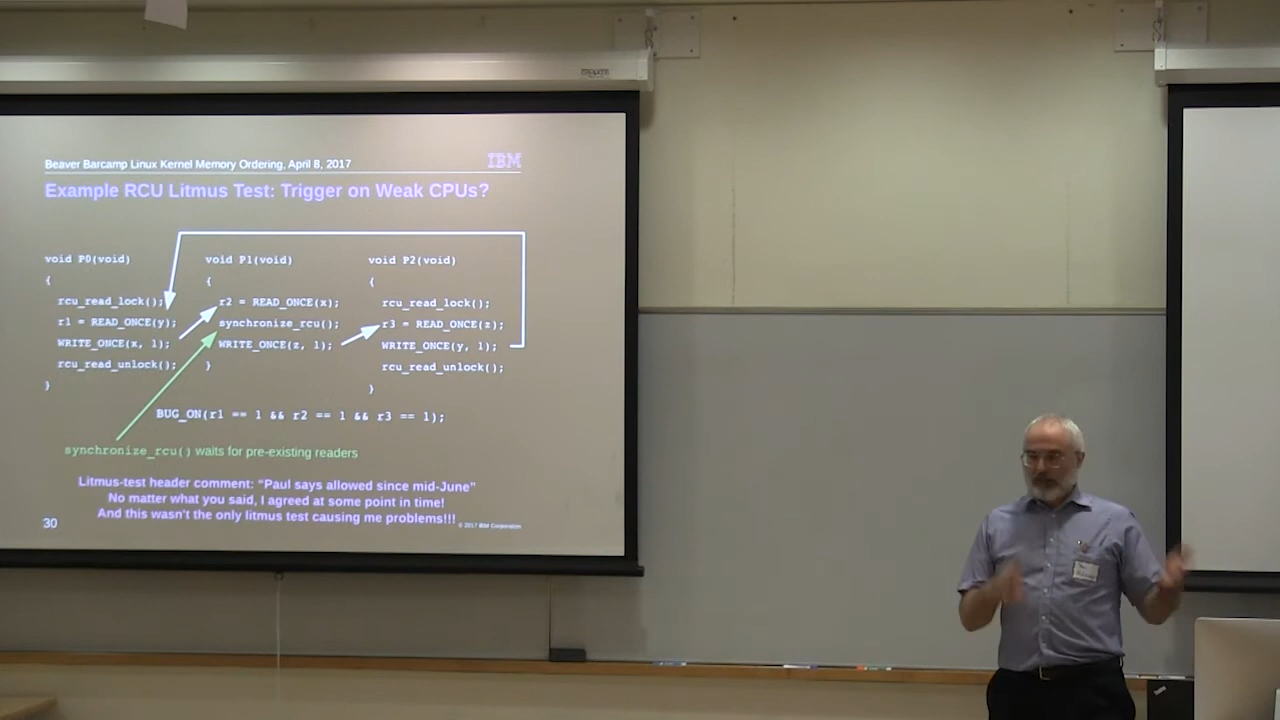 Beaver Barcamp Linux Kernel Memory Ordering, April 8, 2017
IBM
Example RCU Litmus Test: Trigger on Weak CPUs?
void P0(void)
{
rcu_read_lock();
r1 = READ_ONCE(y);
WRITE_ONCE(x, 1);
rcu_read_unlock();
}
void P1(void)
{
r2 = READ_ONCE(x);
synchronize_rcu();
WRITE_ONCE(z, 1);
}
void P2(void)
{
rcu_read_lock();
r3 = READ_ONCE(z);
WRITE_ONCE(y, 1);
rcu_read_unlock();
}
BUG_ON(r1 == 1 && r2 == 1 && r3 == 1);
synchronize_rcu() waits for pre-existing readers
Litmus-test header comment: "Paul says allowed since mid-June"
No matter what you said, I agreed at some point in time!
And this wasn't the only litmus test causing me problems!!!
30
© 2017 IBM Corporation